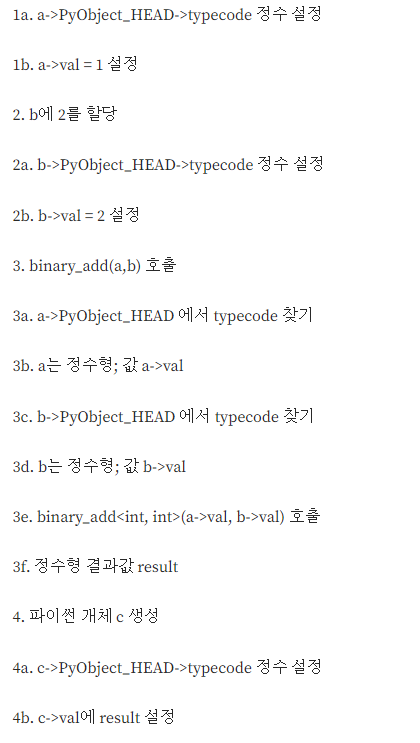 1a. a->PyObject_HEAD->typecode 정수 설정
1b. a->val = 1 설정
2. b에 2를 할당
2a. b->PyObject_HEAD->typecode 정수 설정
2b. b->val = 2 설정
3. binary_add(a,b) 호출
3a. a->PyObject_HEAD 에서 typecode 찾기
3b. a는 정수형; 값 a->val
3c. b->PyObject_HEAD 에서 typecode 찾기
3d. b는 정수형; 값 b->val
3e. binary_add<int, int>(a->val, b->val) 호출
3f. 정수형 결과값 result
4. 파이썬 개체 c 생성
4a. c->PyObject_HEAD->typecode 정수 설정
4b. c->val에 result 설정